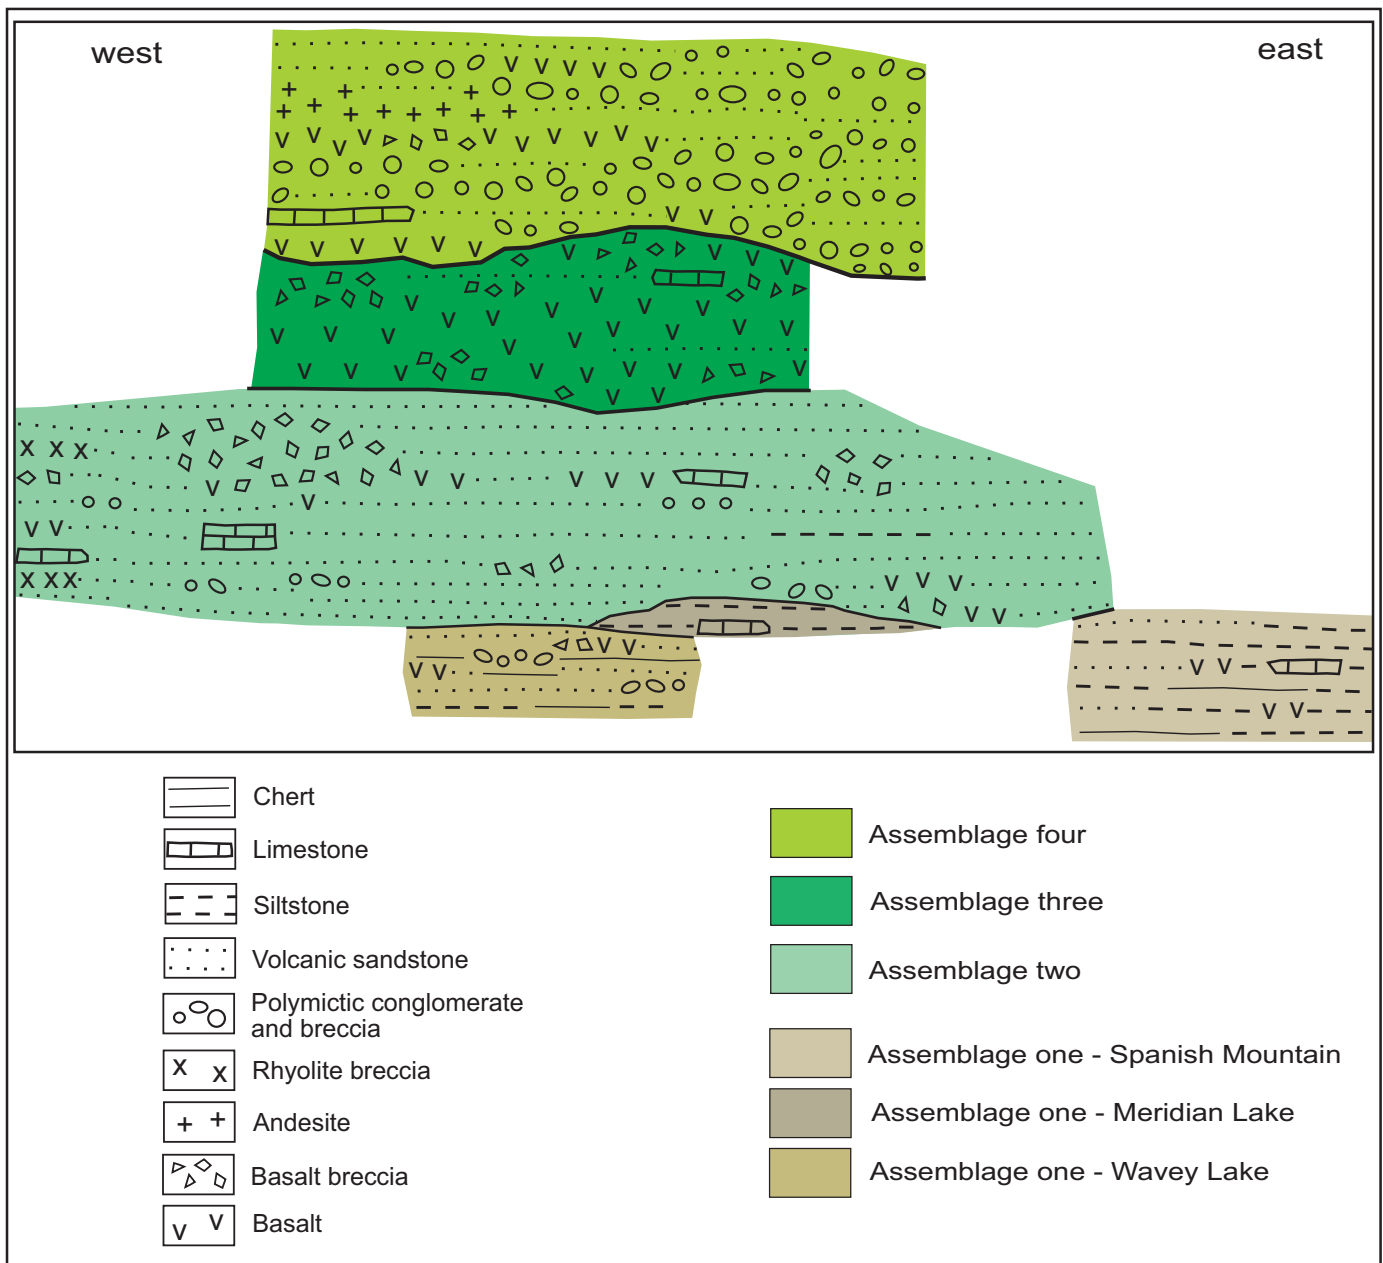 west
east
Chert
Limestone
Siltstone
Volcanic sandstone
Polymictic conglomerate
and breccia
Rhyolite breccia
Andesite
Basalt breccia
Basalt
Assemblage four
Assemblage three
Assemblage two
Assemblage one - Spanish Mountain
Assemblage one - Meridian Lake
Assemblage one - Wavey Lake